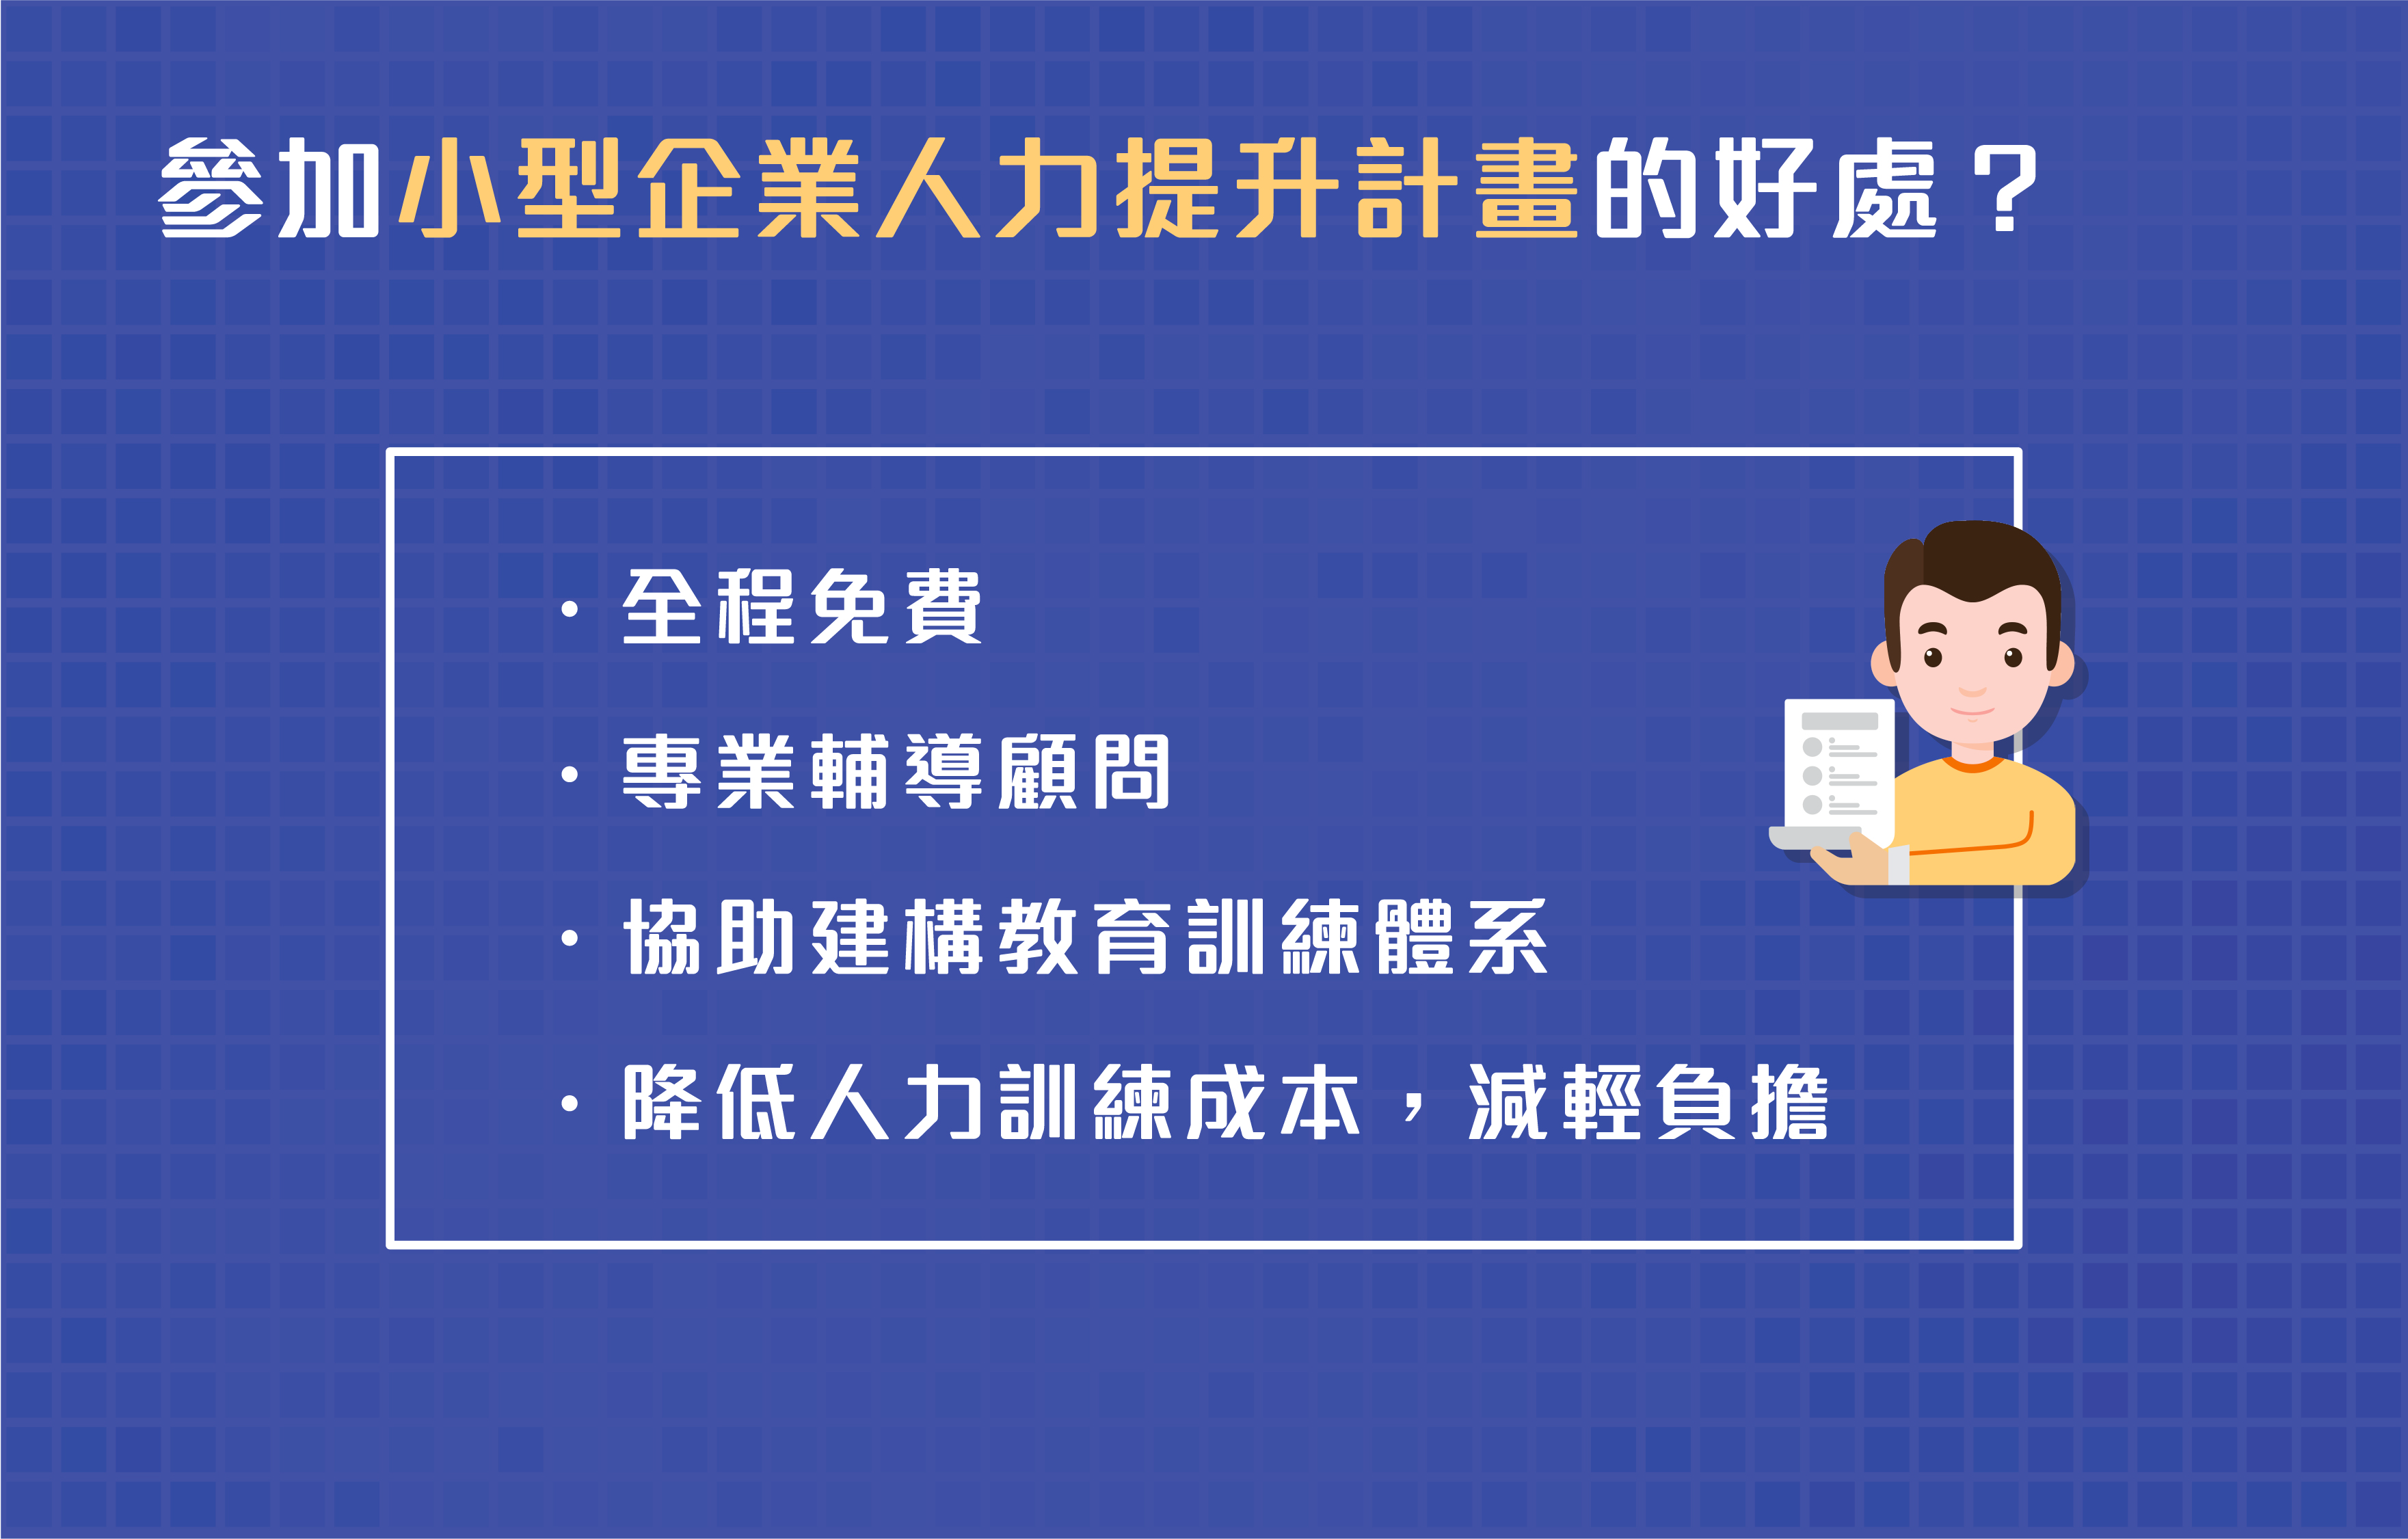 參加小型企業人力提升計畫的好處？
• 全程免費
• 專業輔導顧問
• 協助建構教育訓練體系
• 降低人力訓練成本，減輕負擔